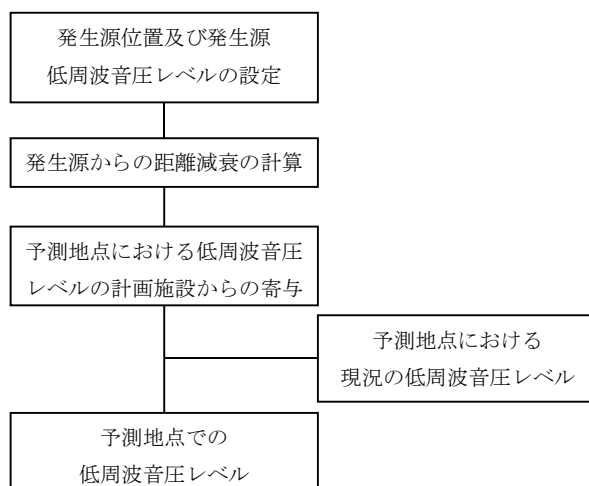 発生源位置及び発生源
低周波音圧レベルの設定
発生源からの距離減衰の計算
予測地点における低周波音圧
レベルの計画施設からの寄与
予測地点における
現況の低周波音圧レベル
予測地点での
低周波音圧レベル